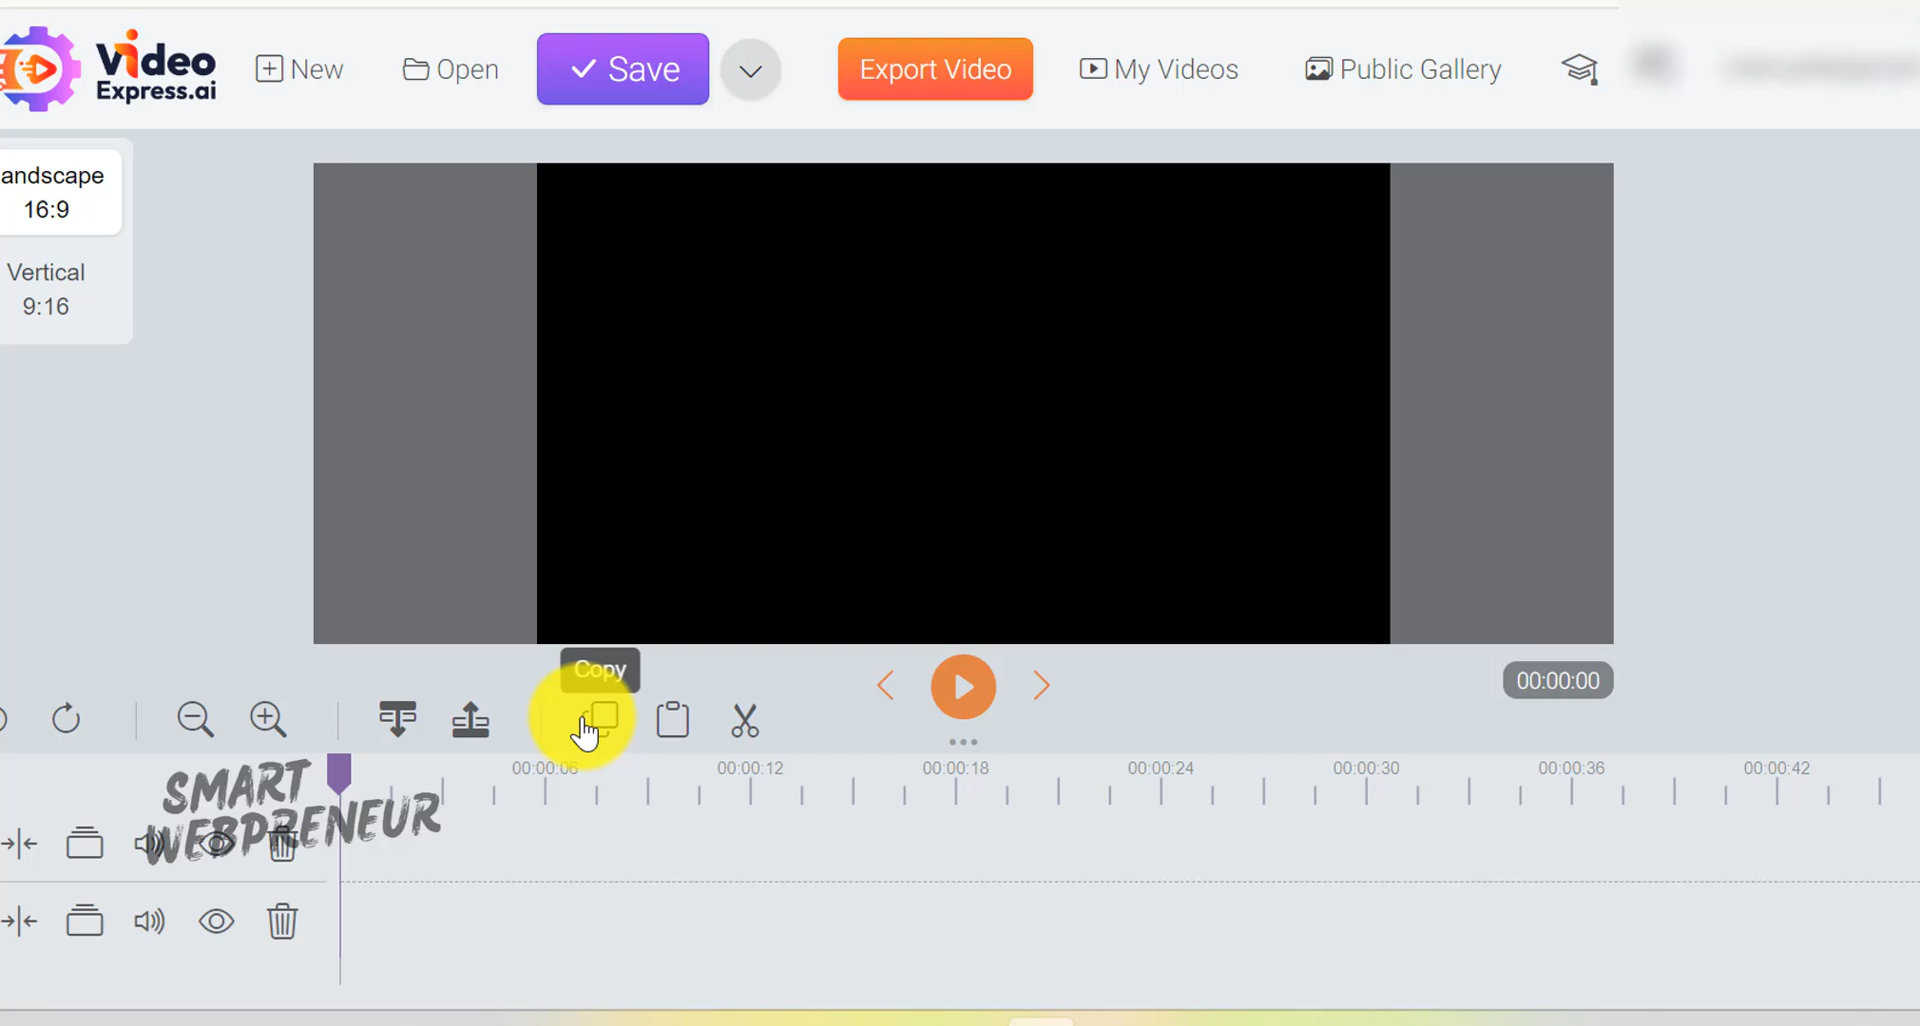 Video
Express.ai
New
Open
Save
Export Video
My Videos
Public Gallery
andscape
16:9
Vertical
9:16
Copy
00:00:00
00:00:06
00:00:12
00:00:18
00:00:24
00:00:30
00:00:36
00:00:42
SMART
WEBPRENEUR